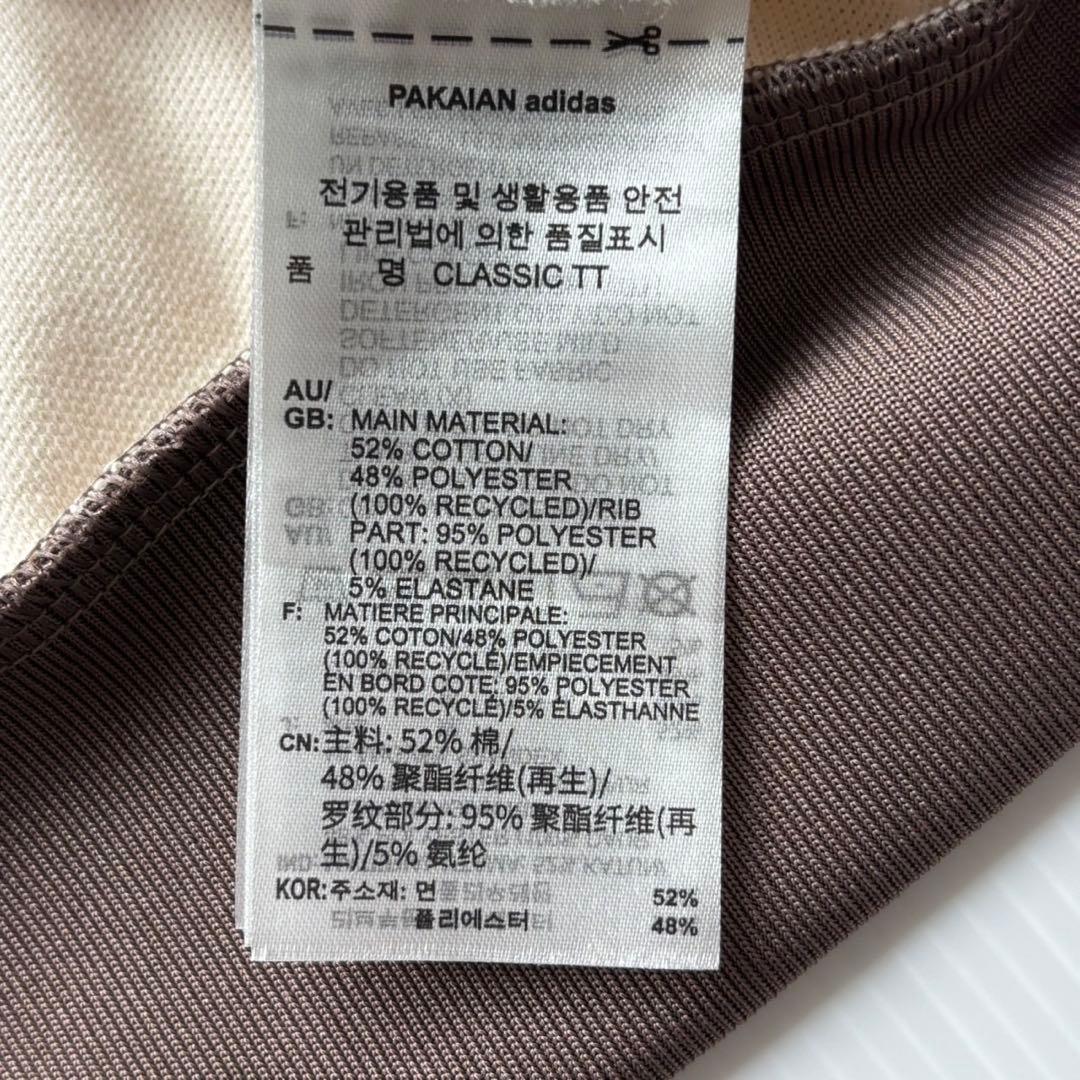 PAKAIAN adidas
전기용품 및 생활용품 안전
관리법에 의한 품질표시
품 명 CLASSIC TT
AU/
GB: MAIN MATERIAL:
52% COTTON/
48% POLYESTER
(100% RECYCLED)/RIB
PART: 95% POLYESTER
(100% RECYCLED)/
5% ELASTANE
F: MATIERE PRINCIPALE:
52% COTON/48% POLYESTER
(100% RECYCLÉ)/EMPIECEMENT
EN BORD COTE: 95% POLYESTER
(100% RECYCLÉ)/5% ÉLASTHANNE
CN:主料: 52% 棉/
48% 聚酯纤维(再生)/
罗纹部分: 95% 聚酯纤维(再
生)/5% 氨纶
KOR:주소재: 면 52%
폴리에스터 48%